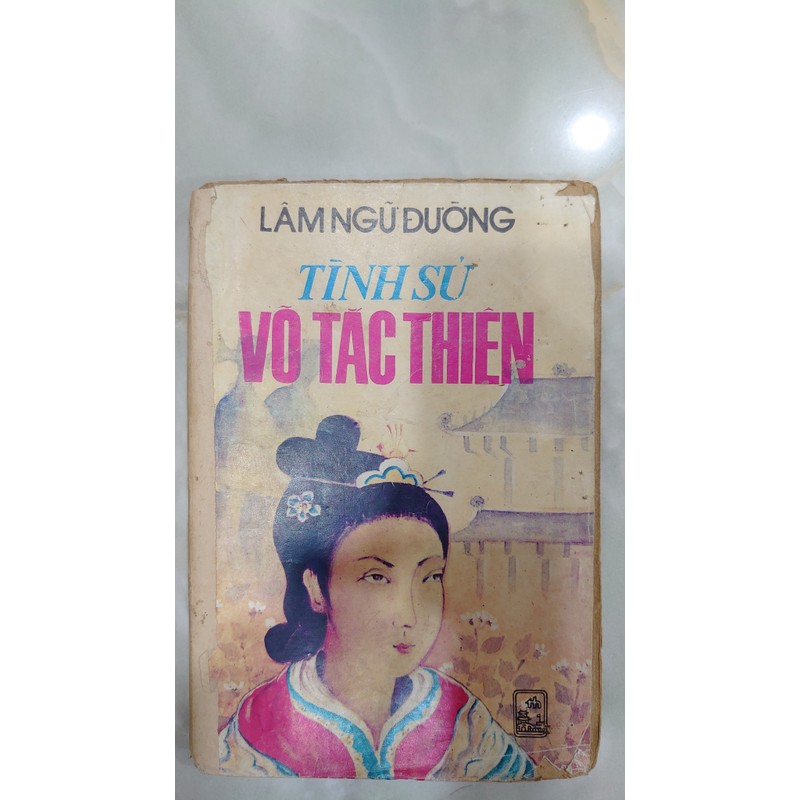 LÂM NGỮ ĐƯỜNG
TÌNH SỬ
VÕ TẮC THIÊN